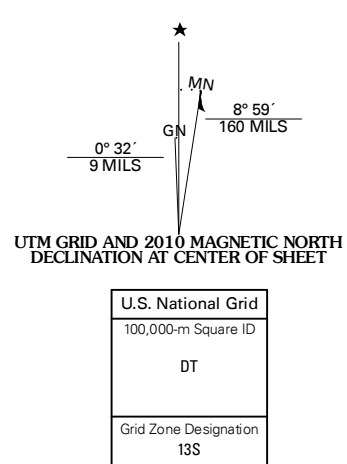 ★
MN
8° 59´
160 MILS
GN
0° 32´
9 MILS
UTM GRID AND 2010 MAGNETIC NORTH
DECLINATION AT CENTER OF SHEET
U.S. National Grid
100,000-m Square ID
DT
Grid Zone Designation
13S